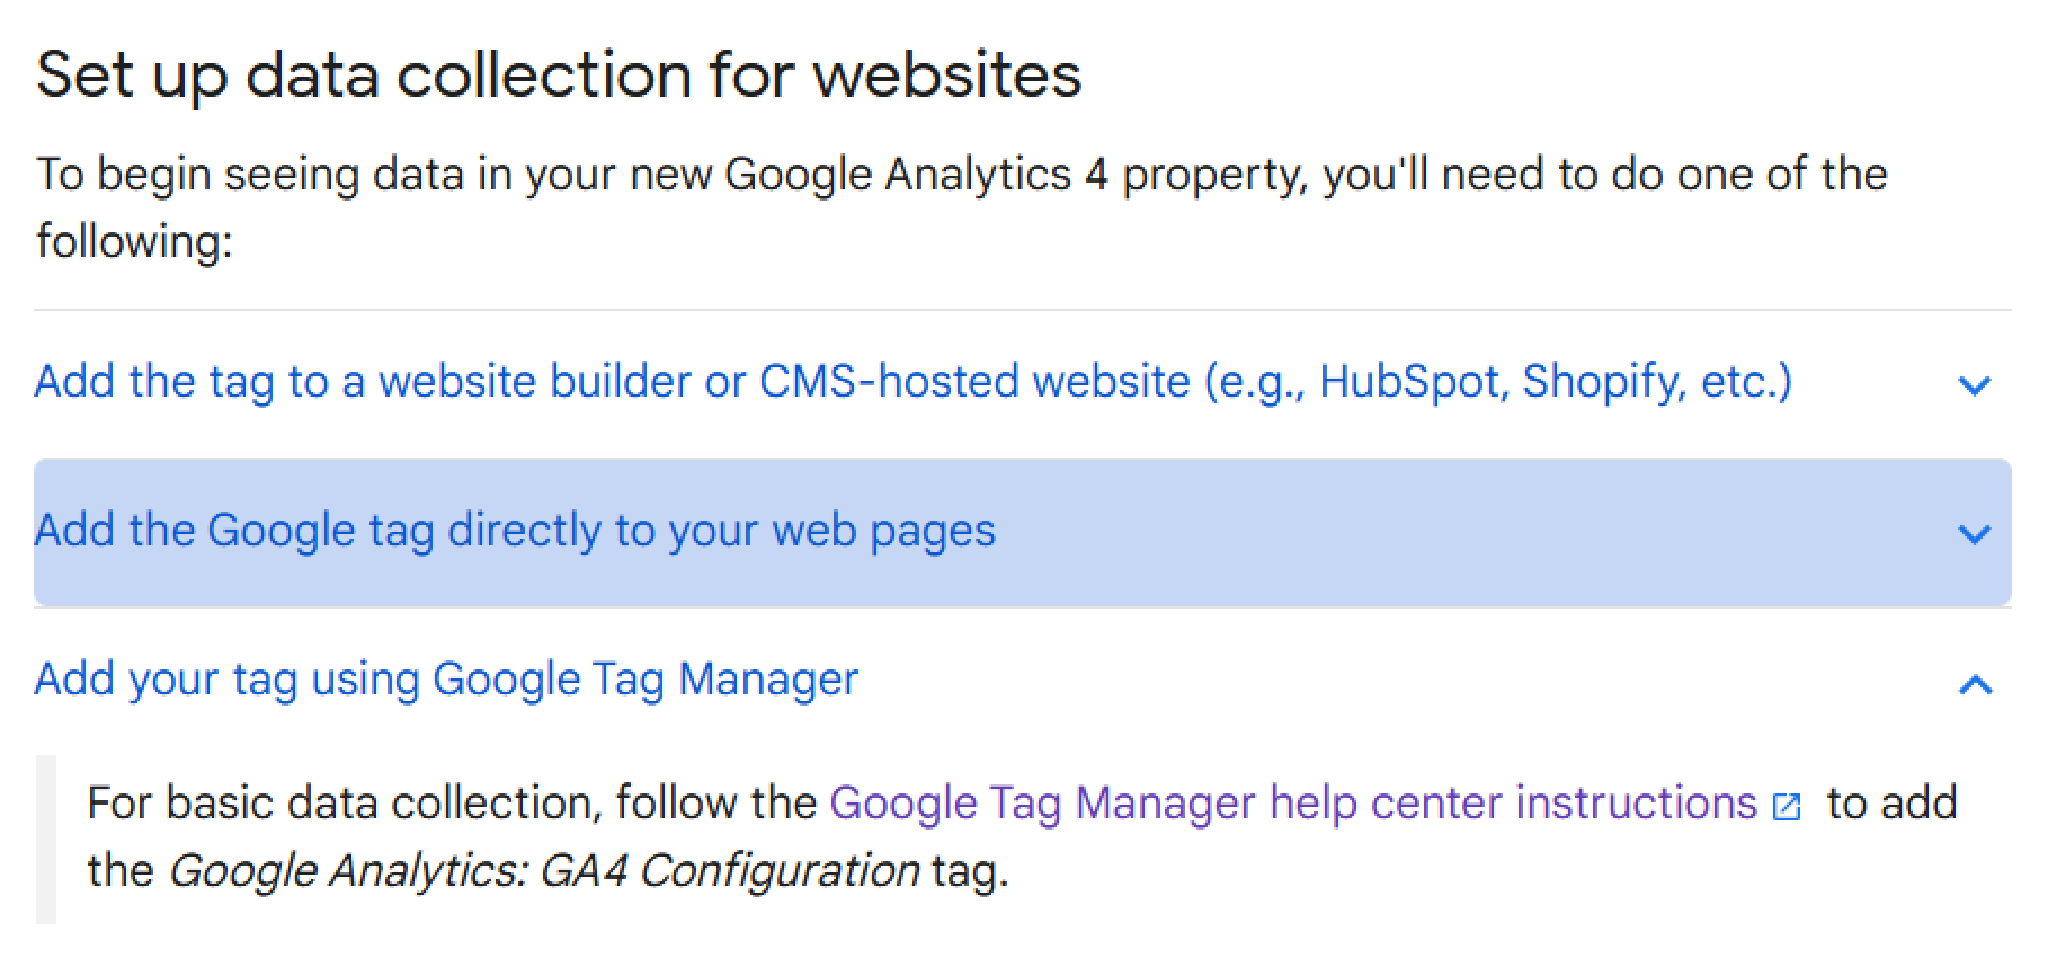 Set up data collection for websites
To begin seeing data in your new Google Analytics 4 property, you'll need to do one of the
following:
Add the tag to a website builder or CMS-hosted website (e.g., HubSpot, Shopify, etc.)
Add the Google tag directly to your web pages
Add your tag using Google Tag Manager
For basic data collection, follow the Google Tag Manager help center instructions to add
the Google Analytics: GA4 Configuration tag.